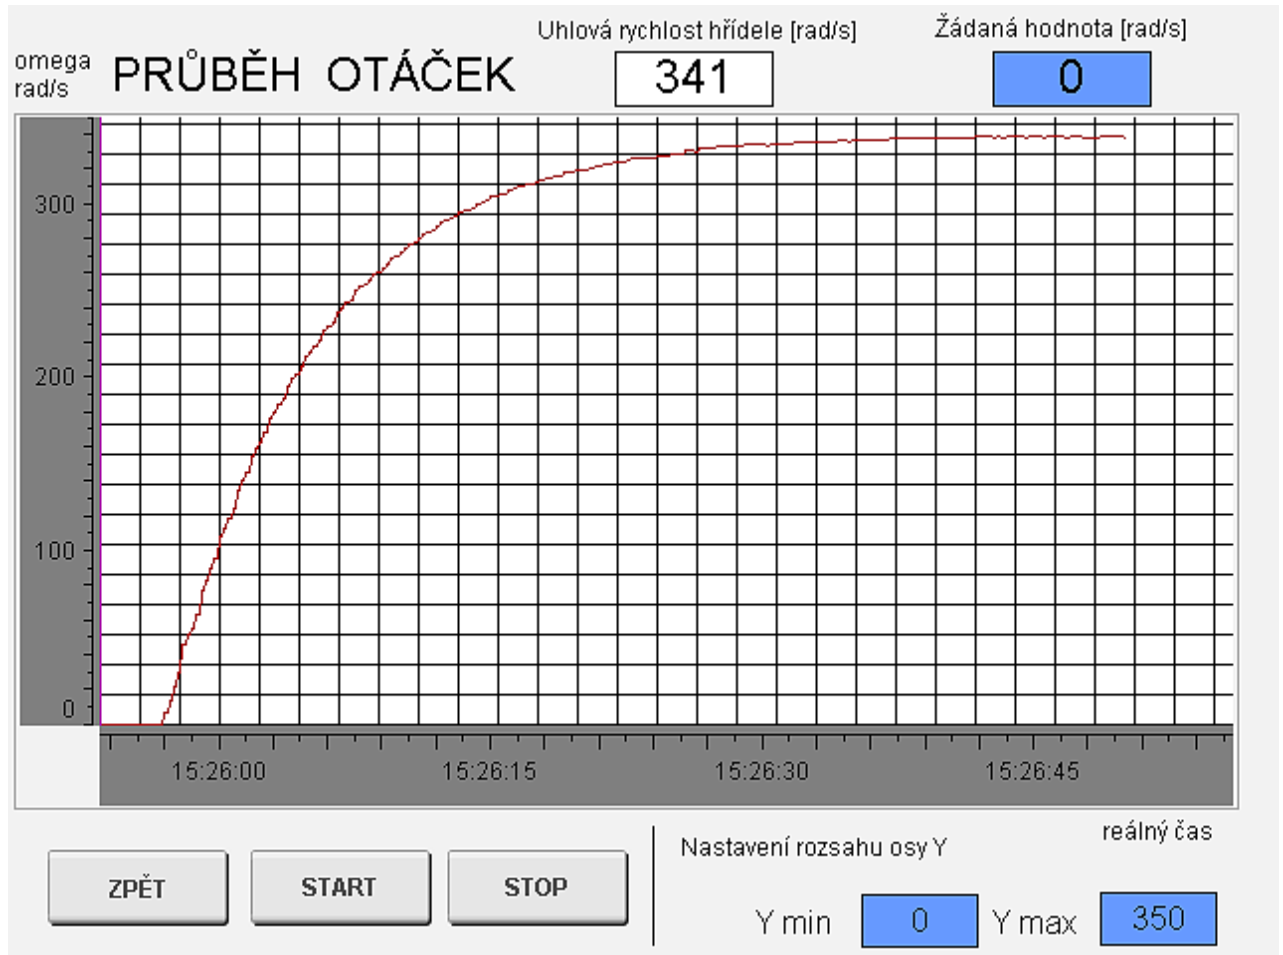 Uhlová rychlost hřídele [rad/s]
Žádaná hodnota [rad/s]
omega
rad/s
PRŮBĚH OTÁČEK
341
0
300
200
100
0
15:26:00
15:26:15
15:26:30
15:26:45
reálný čas
Nastavení rozsahu osy Y
ZPĚT
START
STOP
Y min
0
Y max
350